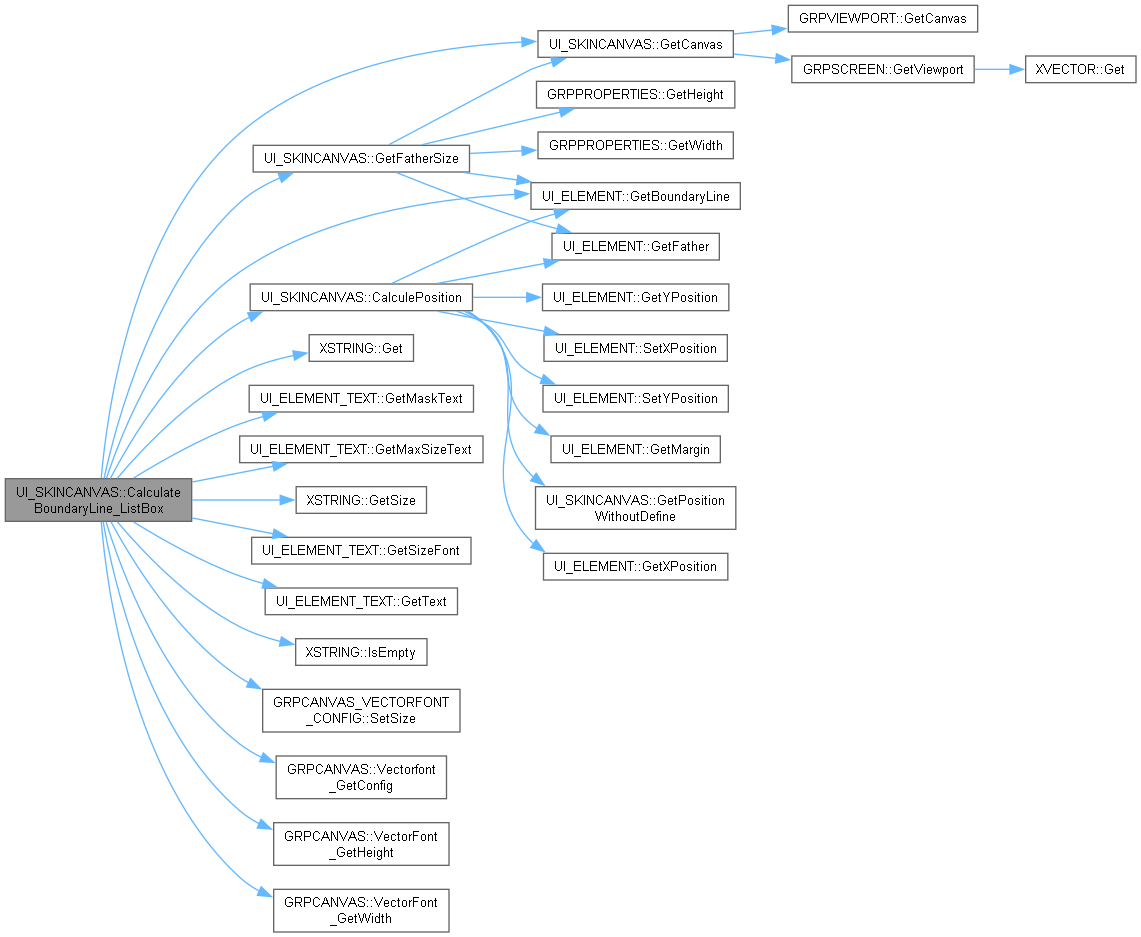 GRPVIEWPORT::GetCanvas
UI_SKINCANVAS::GetCanvas
GRPSCREEN::GetViewport
XVECTOR::Get
GRPPROPERTIES::GetHeight
GRPPROPERTIES::GetWidth
UI_SKINCANVAS::GetFatherSize
UI_ELEMENT::GetBoundaryLine
UI_ELEMENT::GetFather
UI_SKINCANVAS::CalculePosition
UI_ELEMENT::GetYPosition
XSTRING::Get
UI_ELEMENT::SetXPosition
UI_ELEMENT_TEXT::GetMaskText
UI_ELEMENT::SetYPosition
UI_ELEMENT_TEXT::GetMaxSizeText
UI_ELEMENT::GetMargin
UI_SKINCANVAS::Calculate
BoundaryLine_ListBox
XSTRING::GetSize
UI_SKINCANVAS::GetPosition
WithoutDefine
UI_ELEMENT_TEXT::GetSizeFont
UI_ELEMENT::GetXPosition
UI_ELEMENT_TEXT::GetText
XSTRING::IsEmpty
GRPCANVAS_VECTORFONT
_CONFIG::SetSize
GRPCANVAS::Vectorfont
_GetConfig
GRPCANVAS::VectorFont
_GetHeight
GRPCANVAS::VectorFont
_GetWidth